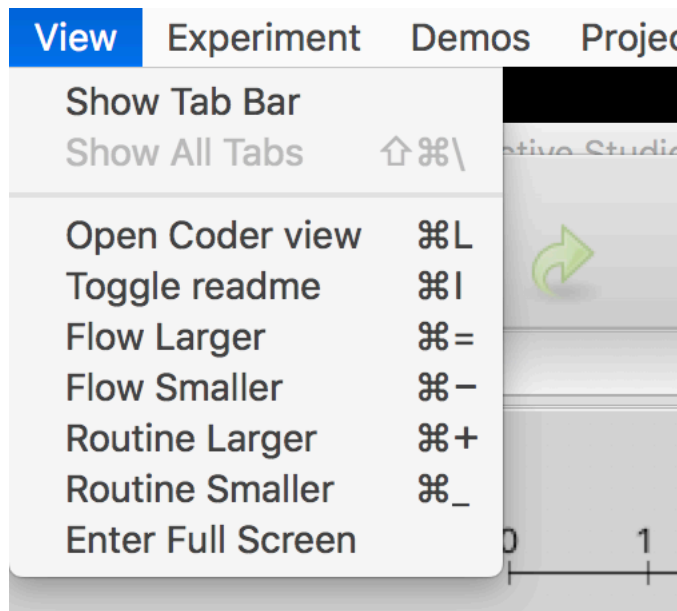 View Experiment Demos Projec
Show Tab Bar
Show All Tabs ⇧⌘\
Open Coder view ⌘L
Toggle readme ⌘I
Flow Larger ⌘=
Flow Smaller ⌘−
Routine Larger ⌘+
Routine Smaller ⌘_
Enter Full Screen
0 1